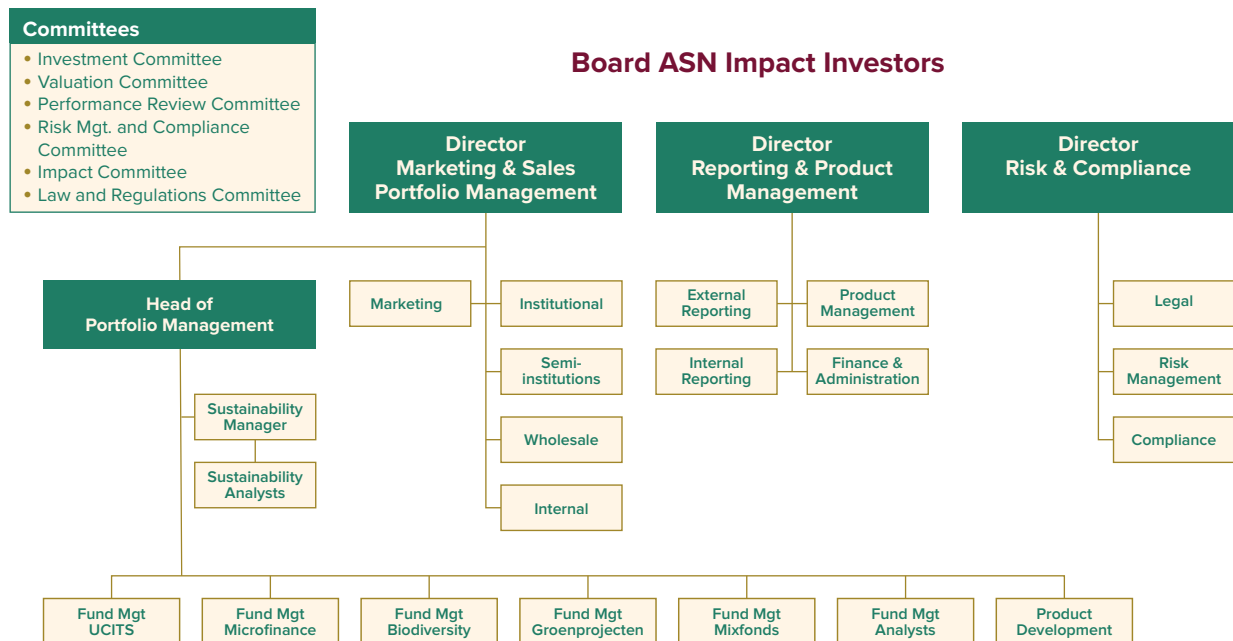 Committees
• Investment Committee
• Valuation Committee
• Performance Review Committee
• Risk Mgt. and Compliance
Committee
• Impact Committee
• Law and Regulations Committee
Board ASN Impact Investors
Director
Marketing & Sales
Portfolio Management
Director
Reporting & Product
Management
Director
Risk & Compliance
Head of
Portfolio Management
Marketing
Institutional
Semi-
institutions
Wholesale
Internal
External
Reporting
Product
Management
Internal
Reporting
Finance &
Administration
Legal
Risk
Management
Compliance
Sustainability
Manager
Sustainability
Analysts
Fund Mgt
UCITS
Fund Mgt
Microfinance
Fund Mgt
Biodiversity
Fund Mgt
Groenprojecten
Fund Mgt
Mixfonds
Fund Mgt
Analysts
Product
Development